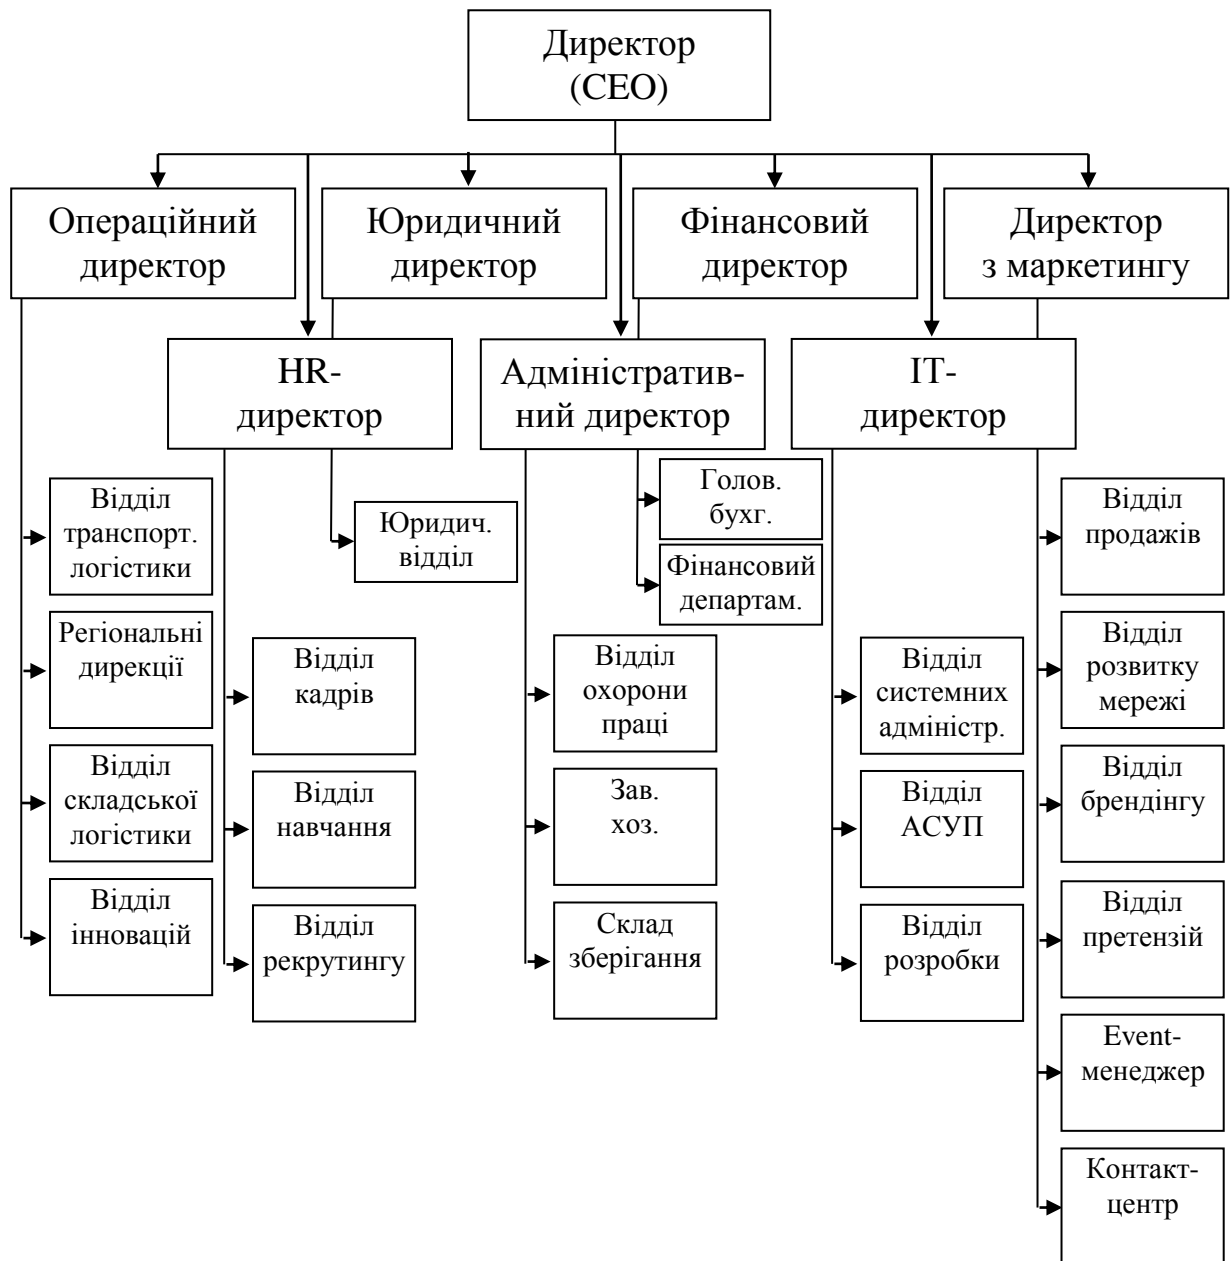 Директор
(CEO)
Операційний
директор
Юридичний
директор
Фінансовий
директор
Директор
з маркетингу
HR-
директор
Адміністратив-
ний директор
IT-
директор
Відділ
транспорт.
логістики
Регіональні
дирекції
Відділ
складської
логістики
Відділ
інновацій
Відділ
кадрів
Відділ
навчання
Відділ
рекрутингу
Юридич.
відділ
Голов.
бухг.
Фінансовий
департам.
Відділ
охорони
праці
Зав.
хоз.
Склад
зберігання
Відділ
системних
адміністр.
Відділ
АСУП
Відділ
розробки
Відділ
продажів
Відділ
розвитку
мережі
Відділ
брендінгу
Відділ
претензій
Event-
менеджер
Контакт-
центр